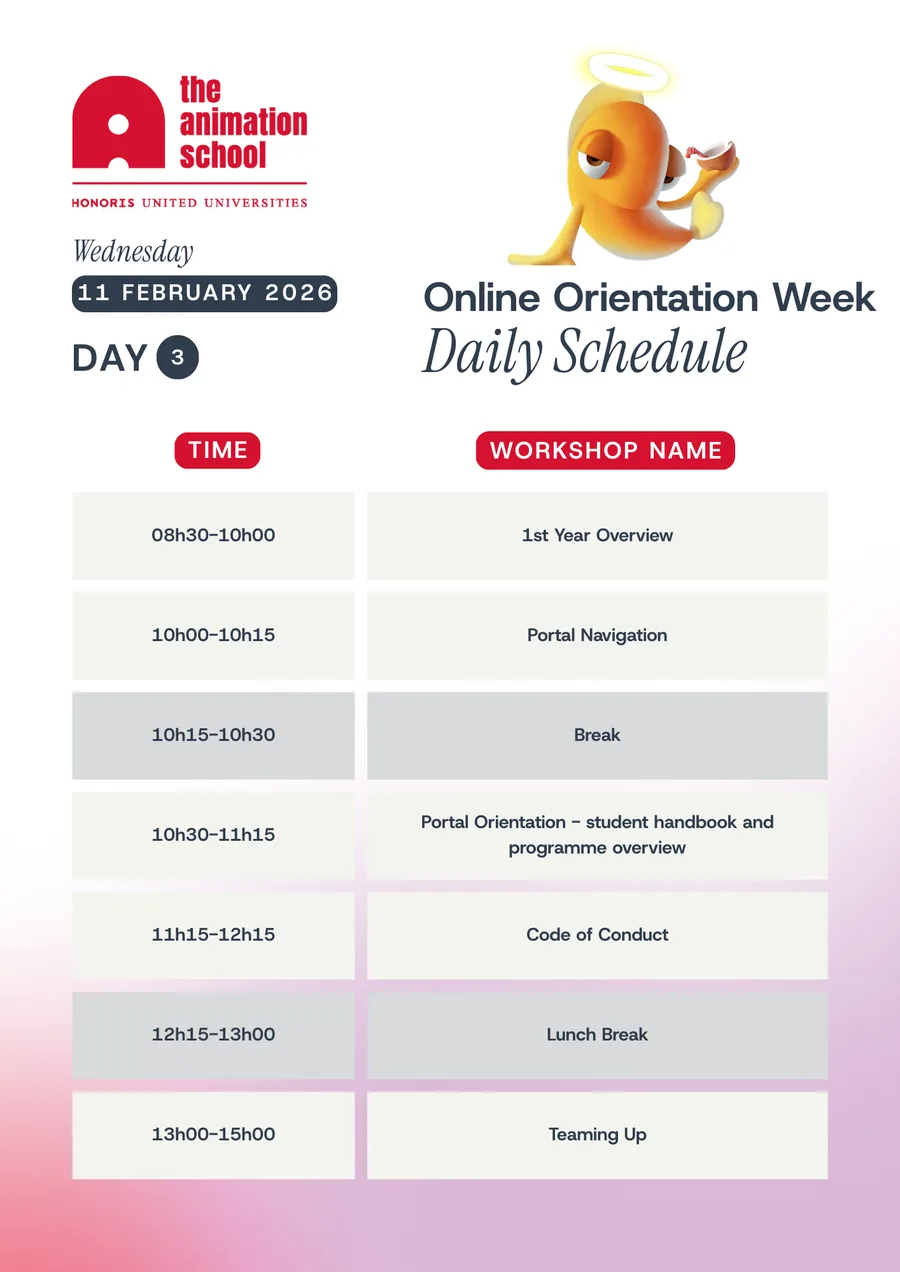 the
animation
school
HONORIS UNITED UNIVERSITIES
Wednesday
11 FEBRUARY 2026
DAY 3
Online Orientation Week
Daily Schedule
TIME
WORKSHOP NAME
08h30-10h00
1st Year Overview
10h00-10h15
Portal Navigation
10h15-10h30
Break
10h30-11h15
Portal Orientation - student handbook and
programme overview
11h15-12h15
Code of Conduct
12h15-13h00
Lunch Break
13h00-15h00
Teaming Up